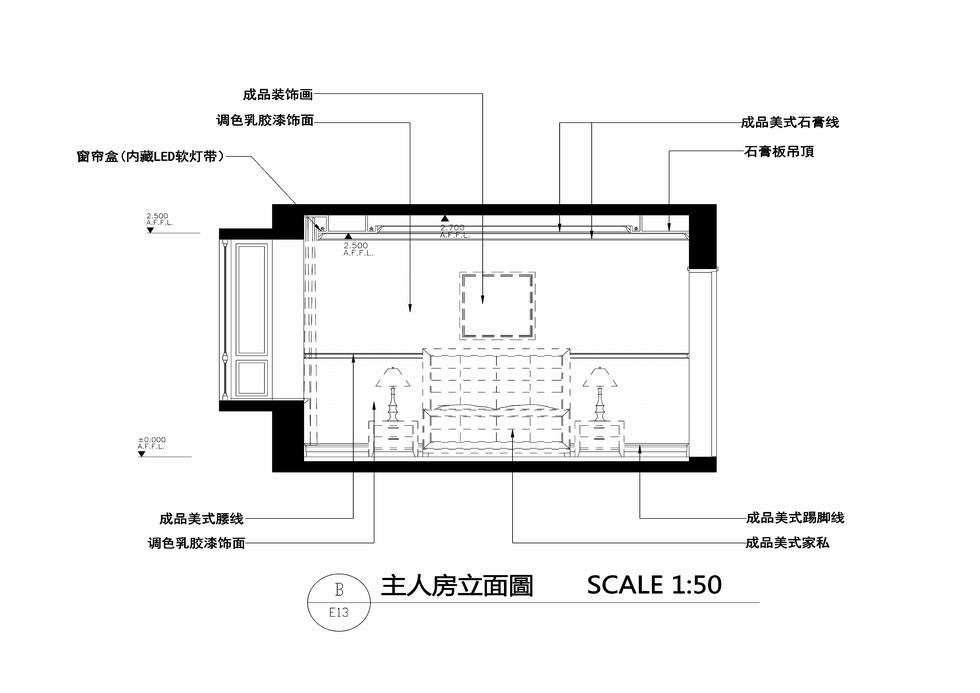 成品装饰画
调色乳胶漆饰面
成品美式石膏线
窗帘盒(内藏LED软灯带)
石膏板吊頂
2.500
A.F.F.L.
2.700
A.F.F.L.
2.500
A.F.F.L.
±0.000
A.F.F.L.
成品美式腰线
成品美式踢脚线
调色乳胶漆饰面
成品美式家私
B
E13
主人房立面圖 SCALE 1:50